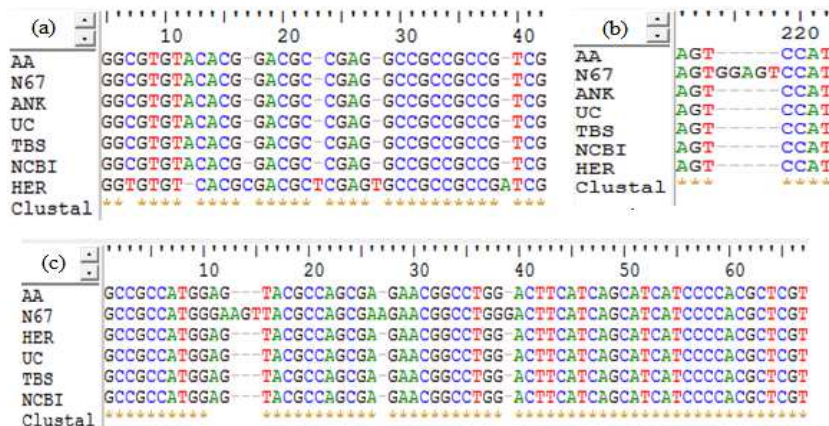 (a)
10 20 30 40
AA GGCGTGTACACG-GACGC-CGAG-GCCGCCGCCG-TCG
N67 GGCGTGTACACG-GACGC-CGAG-GCCGCCGCCG-TCG
ANK GGCGTGTACACG-GACGC-CGAG-GCCGCCGCCG-TCG
UC GGCGTGTACACG-GACGC-CGAG-GCCGCCGCCG-TCG
TBS GGCGTGTACACG-GACGC-CGAG-GCCGCCGCCG-TCG
NCBI GGCGTGTACACG-GACGC-CGAG-GCCGCCGCCG-TCG
HER GGTGTGT-CACGCGACGCTCGAGTGCCGCCGCCGATCG
Clustal ** **** **** ***** **** ********** ***
(b)
220
AA AGT-----CCAT
N67 AGTGGAGTCCAT
ANK AGT-----CCAT
UC AGT-----CCAT
TBS AGT-----CCAT
NCBI AGT-----CCAT
HER AGT-----CCAT
Clustal ***     ****
(c)
10 20 30 40 50 60
AA GCCGCCATGGAG---TACGCCAGCGA-GAACGGCCTGG-ACTTCATCAGCATCATCCCCACGCTCGT
N67 GCCGCCATGGGAAGTTACGCCAGCGAAGAACGGCCTGGGACTTCATCAGCATCATCCCCACGCTCGT
HER GCCGCCATGGAG---TACGCCAGCGA-GAACGGCCTGG-ACTTCATCAGCATCATCCCCACGCTCGT
UC GCCGCCATGGAG---TACGCCAGCGA-GAACGGCCTGG-ACTTCATCAGCATCATCCCCACGCTCGT
TBS GCCGCCATGGAG---TACGCCAGCGA-GAACGGCCTGG-ACTTCATCAGCATCATCCCCACGCTCGT
NCBI GCCGCCATGGAG---TACGCCAGCGA-GAACGGCCTGG-ACTTCATCAGCATCATCCCCACGCTCGT
Clustal **********     *********** *********** ****************************